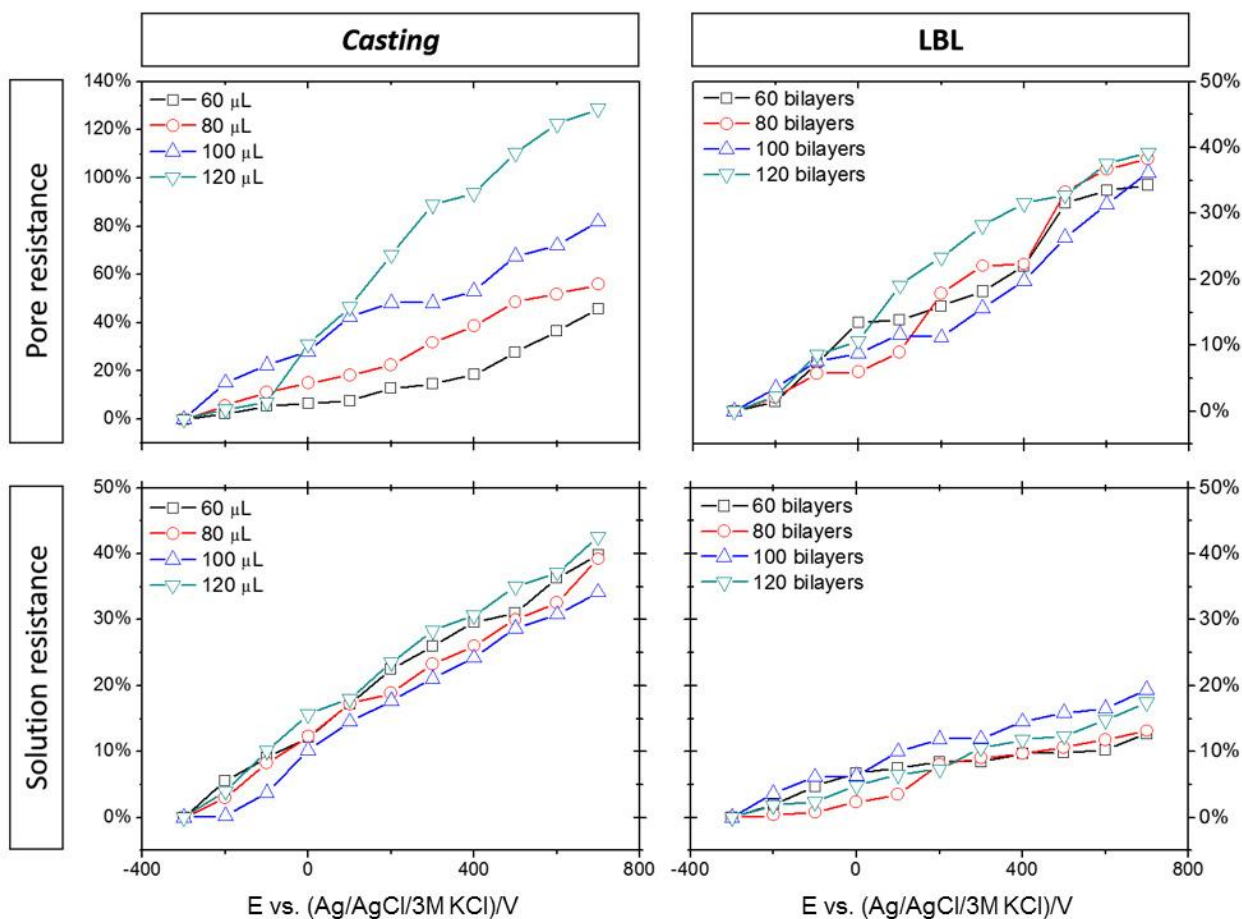 Casting
LBL
Pore resistance
140%
120%
100%
80%
60%
40%
20%
0%
60 μL
80 μL
100 μL
120 μL
60 bilayers
80 bilayers
100 bilayers
120 bilayers
50%
40%
30%
20%
10%
0%
Solution resistance
50%
40%
30%
20%
10%
0%
60 μL
80 μL
100 μL
120 μL
60 bilayers
80 bilayers
100 bilayers
120 bilayers
50%
40%
30%
20%
10%
0%
-400 0 400 800
-400 0 400 800
E vs. (Ag/AgCl/3M KCl)/V
E vs. (Ag/AgCl/3M KCl)/V